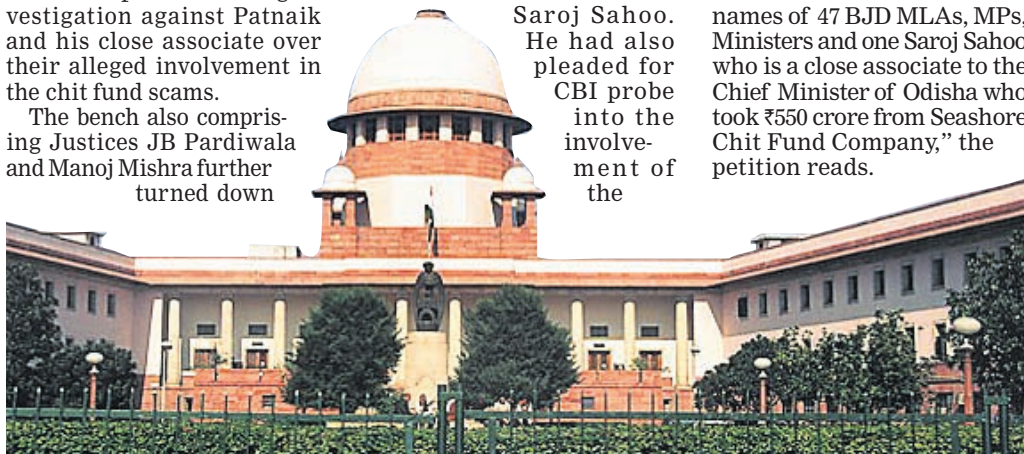 vestigation against Patnaik
and his close associate over
their alleged involvement in
the chit fund scams.
The bench also compris-
ing Justices JB Pardiwala
and Manoj Mishra further
turned down
Saroj Sahoo.
He had also
pleaded for
CBI probe
into the
involve-
ment of
the
names of 47 BJD MLAs, MPs,
Ministers and one Saroj Sahoo
who is a close associate to the
Chief Minister of Odisha who
took ₹550 crore from Seashore
Chit Fund Company,” the
petition reads.